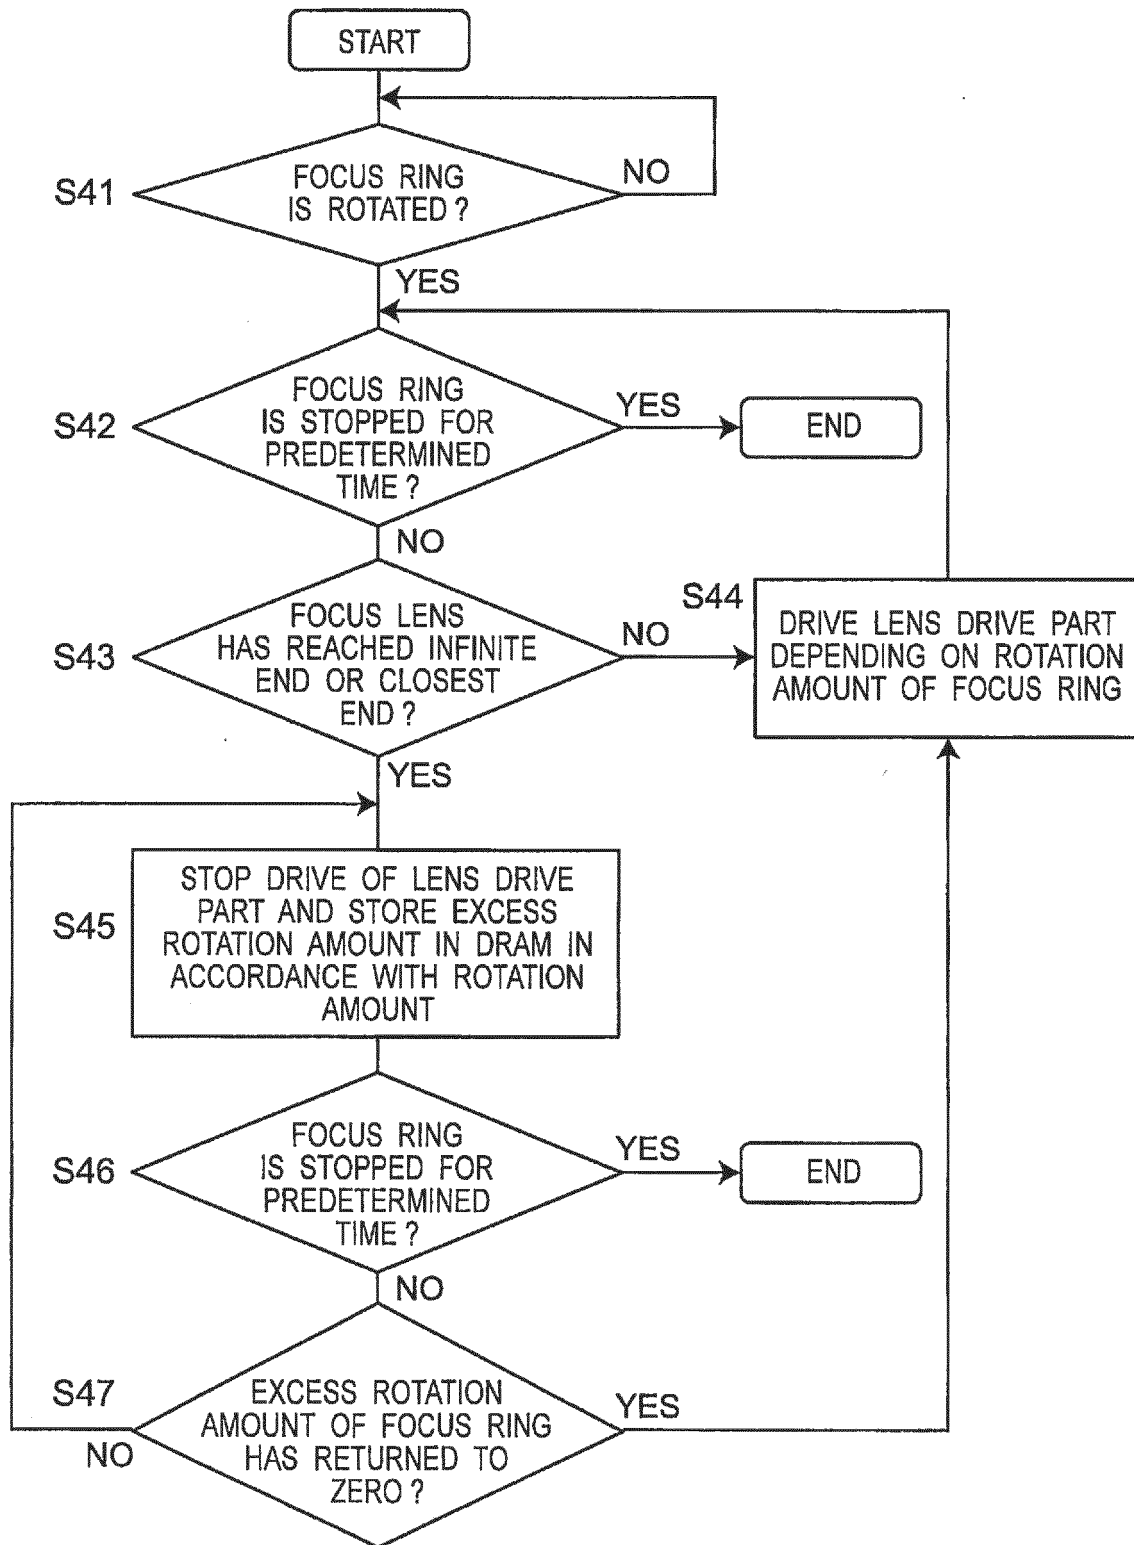 START
S41
FOCUS RING
IS ROTATED ?
NO
YES
S42
FOCUS RING
IS STOPPED FOR
PREDETERMINED
TIME ?
YES
END
NO
S43
FOCUS LENS
HAS REACHED INFINITE
END OR CLOSEST
END ?
NO
S44
DRIVE LENS DRIVE PART
DEPENDING ON ROTATION
AMOUNT OF FOCUS RING
YES
S45
STOP DRIVE OF LENS DRIVE
PART AND STORE EXCESS
ROTATION AMOUNT IN DRAM IN
ACCORDANCE WITH ROTATION
AMOUNT
S46
FOCUS RING
IS STOPPED FOR
PREDETERMINED
TIME ?
YES
END
NO
S47
EXCESS ROTATION
AMOUNT OF FOCUS RING
HAS RETURNED TO
ZERO ?
YES
NO